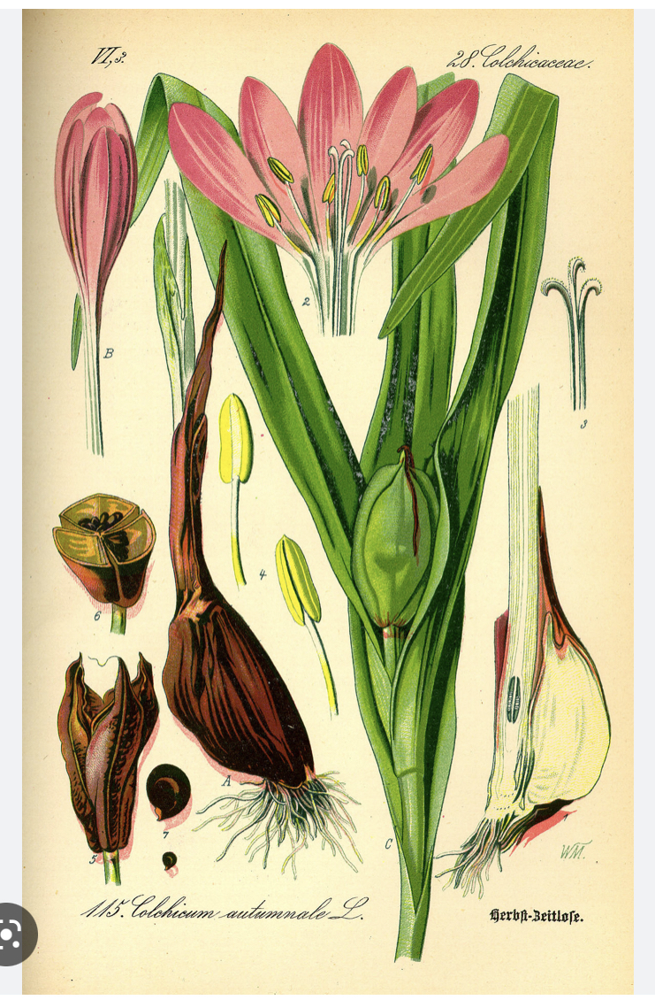 VI,3.
28. Colchicaceae.
2
B
3
4
6
A
7
5
C
1
WM.
115. Colchicum autumnale L.
Herbst-Zeitlose.